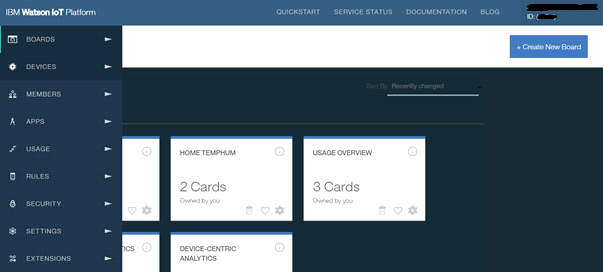 IBM Watson IoT Platform
QUICKSTART
SERVICE STATUS
DOCUMENTATION
BLOG
ID:
BOARDS
DEVICES
MEMBERS
APPS
USAGE
RULES
SECURITY
SETTINGS
EXTENSIONS
+ Create New Board
Sort By Recently changed
HOME TEMPHUM
2 Cards
Owned by you
USAGE OVERVIEW
3 Cards
Owned by you
TICS
DEVICE-CENTRIC
ANALYTICS